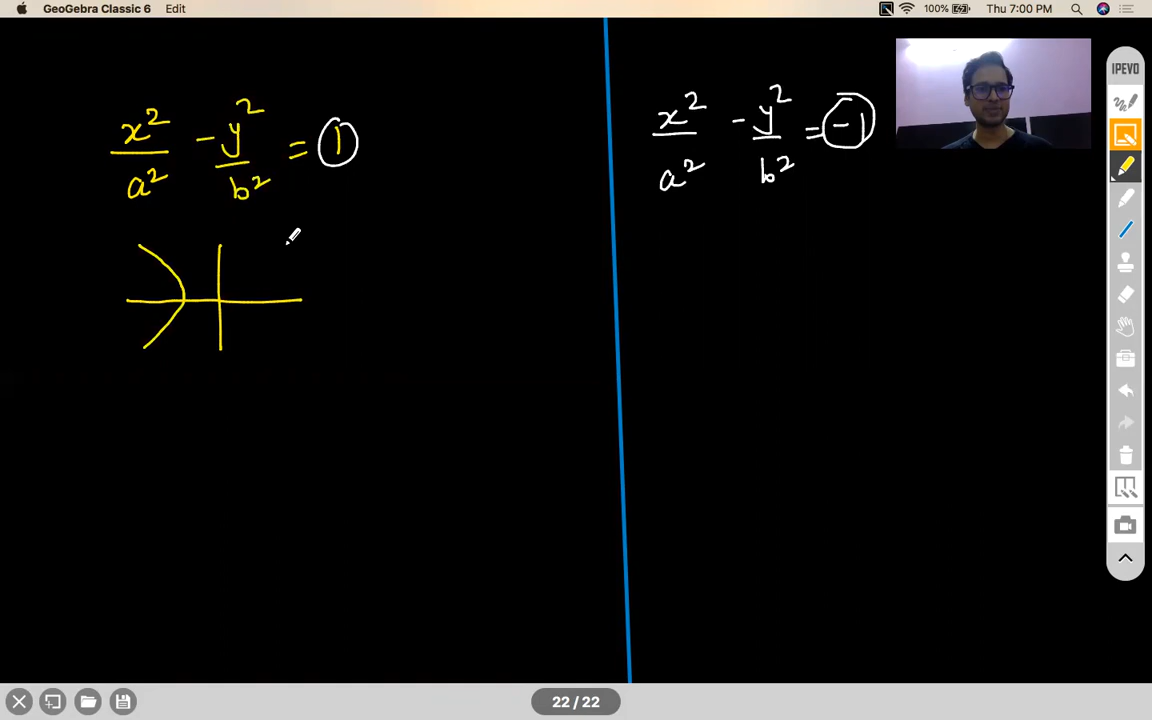 GeoGebra Classic 6 Edit 100% Thu 7:00 PM
IPEVO
x² - y² = 1
a² b²
x² - y² = -1
a² b²
22 / 22